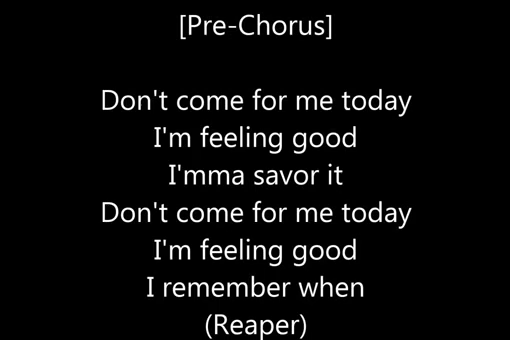 [Pre-Chorus]
Don't come for me today
I'm feeling good
I'mma savor it
Don't come for me today
I'm feeling good
I remember when
(Reaper)